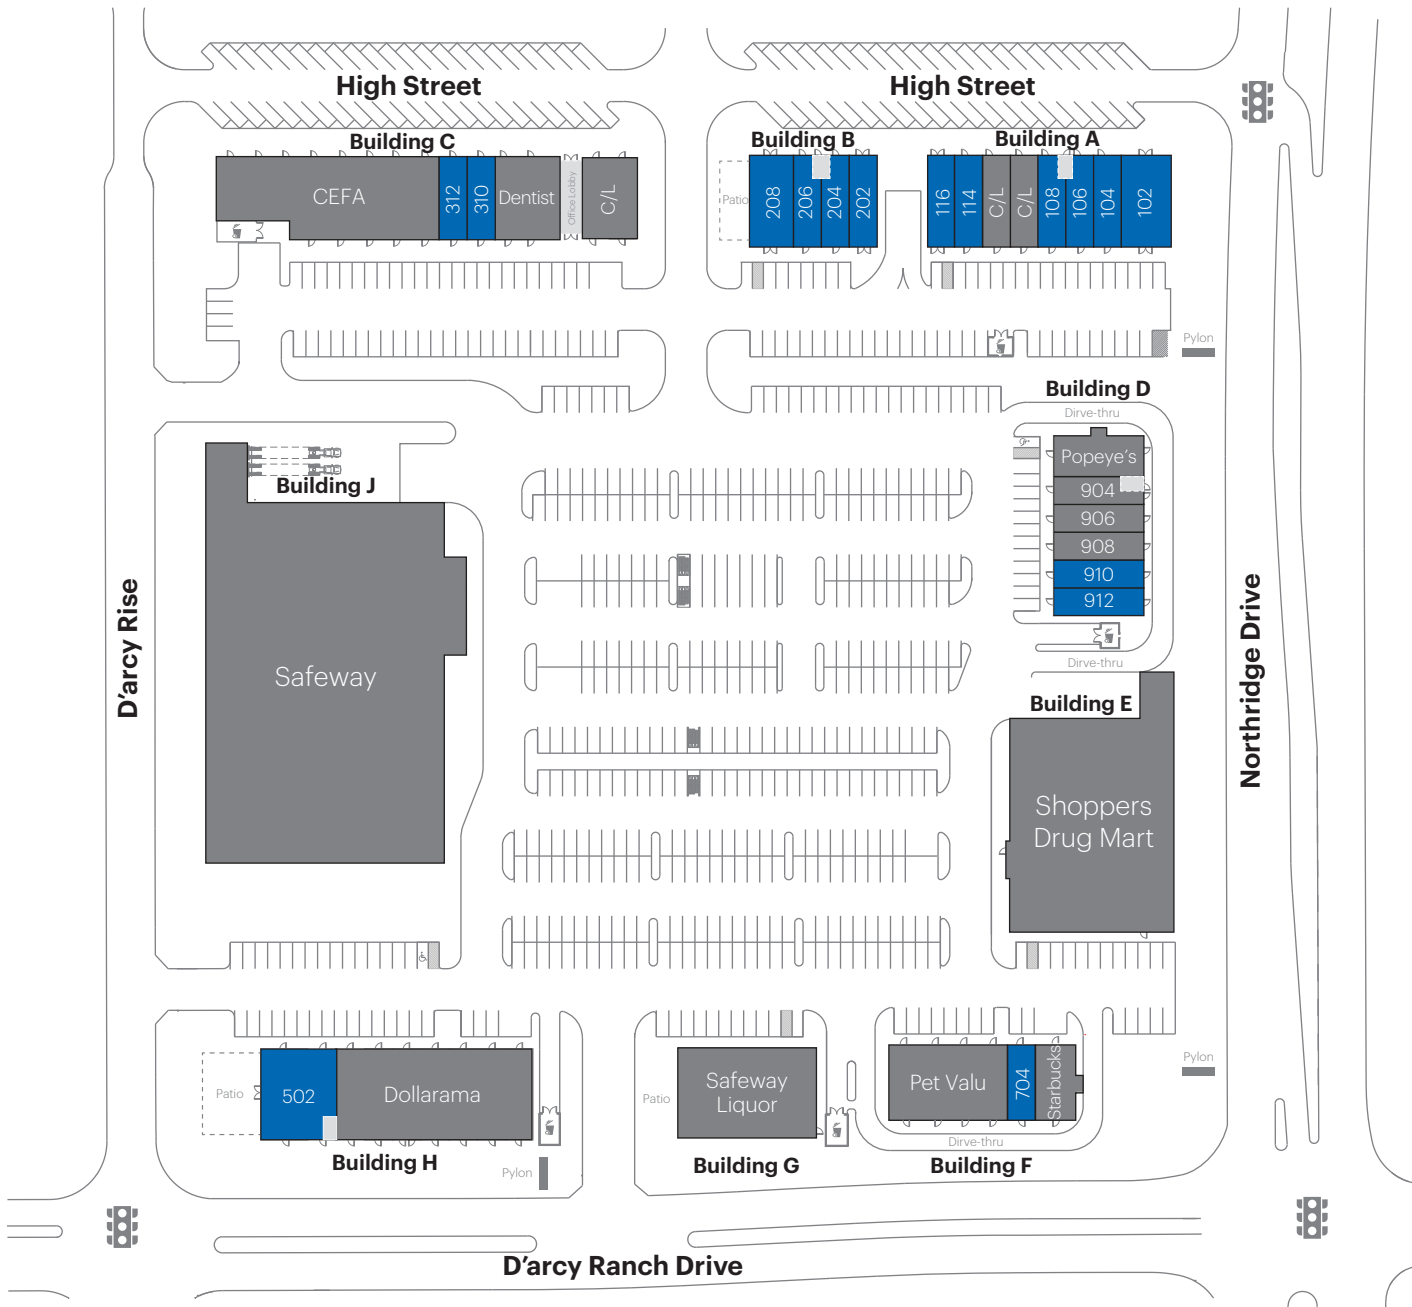 High Street
High Street
Building C
Building B
Building A
CEFA
312
310
Dentist
Office Lobby
C/L
Patio
208
206
204
202
116
114
C/L
C/L
108
106
104
102
Pylon
Building D
Dirve-thru
Popeye's
904
906
908
910
912
Dirve-thru
Building J
Safeway
D'arcy Rise
Northridge Drive
Building E
Shoppers
Drug Mart
Pylon
Patio
502
Dollarama
Building H
Pylon
Patio
Safeway
Liquor
Building G
Pet Valu
704
Starbucks
Dirve-thru
Building F
D'arcy Ranch Drive